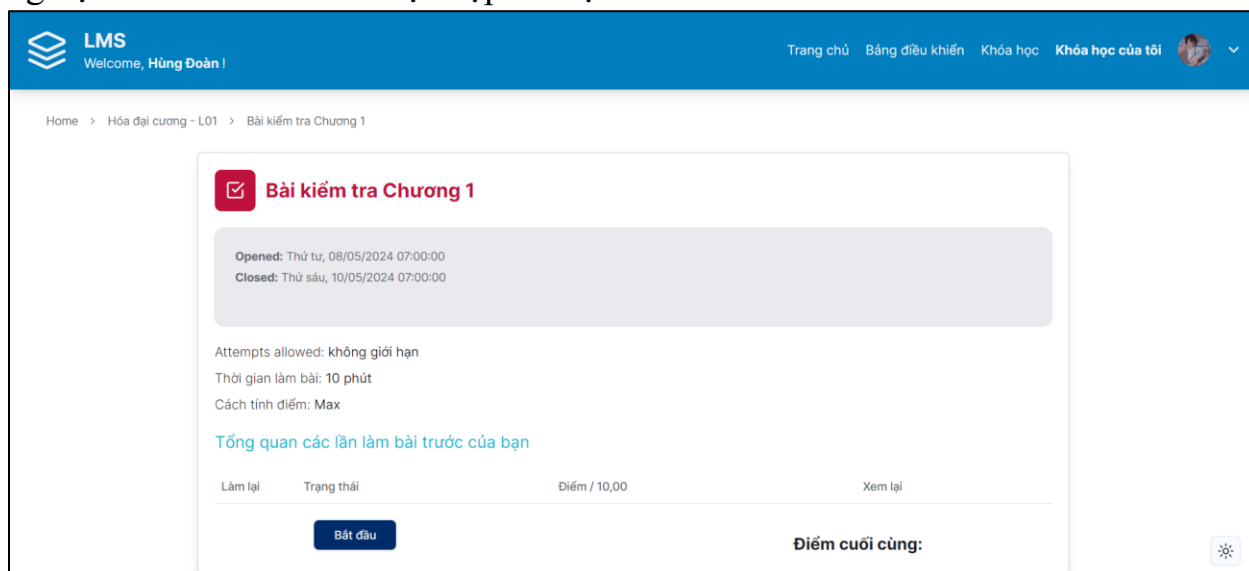 LMS
Welcome, Hùng Đoàn !
Trang chủ Bảng điều khiển Khóa học Khóa học của tôi
Home > Hóa đại cương - L01 > Bài kiểm tra Chương 1
Bài kiểm tra Chương 1
Opened: Thứ tư, 08/05/2024 07:00:00
Closed: Thứ sáu, 10/05/2024 07:00:00
Attempts allowed: không giới hạn
Thời gian làm bài: 10 phút
Cách tính điểm: Max
Tổng quan các lần làm bài trước của bạn
Làm lại Trạng thái Điểm / 10,00 Xem lại
Bắt đầu
Điểm cuối cùng: